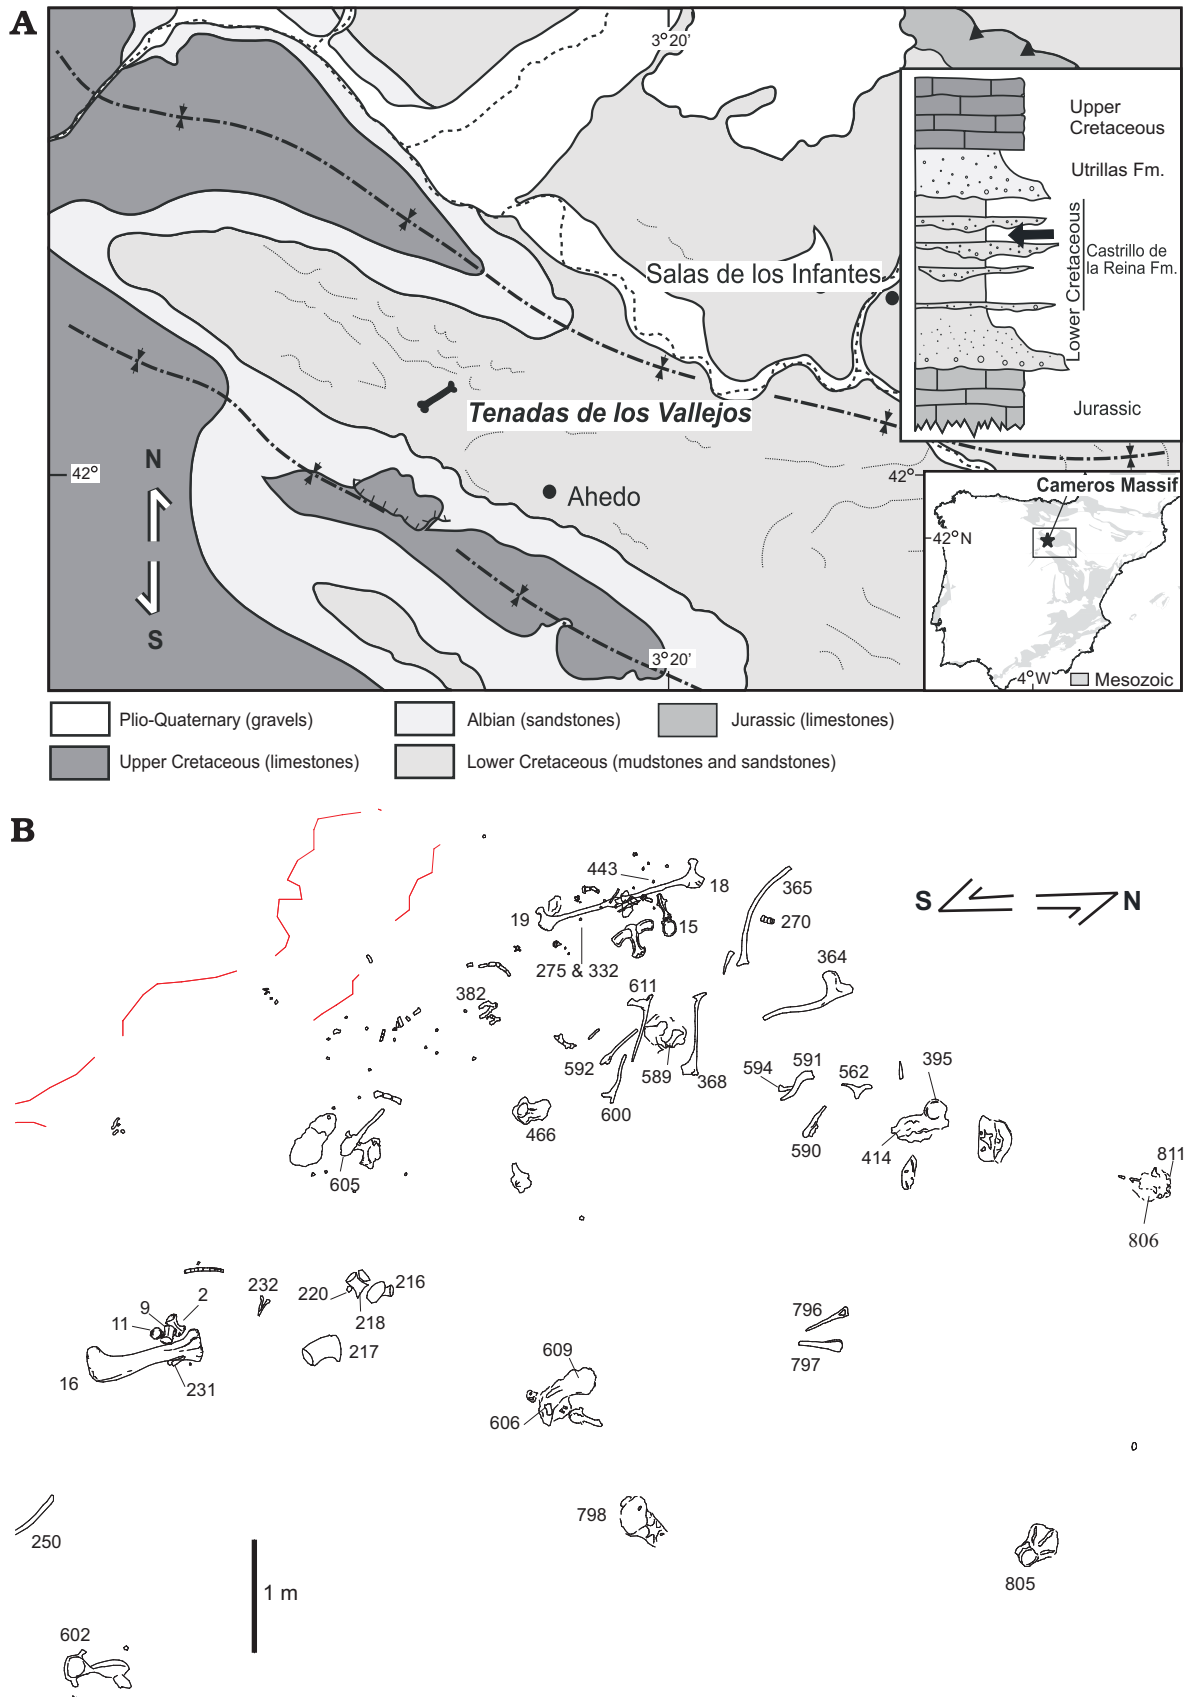 A
3°20'
Upper
Cretaceous
Utrillas Fm.
Lower Cretaceous
Castrillo de
la Reina Fm.
Jurassic
Salas de los Infantes
Tenadas de los Vallejos
N
S
42°
42°
Ahedo
3°20'
Cameros Massif
42°N
4°W
Mesozoic
Plio-Quaternary (gravels)
Albian (sandstones)
Jurassic (limestones)
Upper Cretaceous (limestones)
Lower Cretaceous (mudstones and sandstones)
B
443
18
365
S
N
19
15
270
275 & 332
364
382
611
592
589
368
594
591
562
395
600
466
590
414
811
605
806
232
220
216
9
2
11
218
796
217
609
797
16
231
606
798
250
1 m
805
602